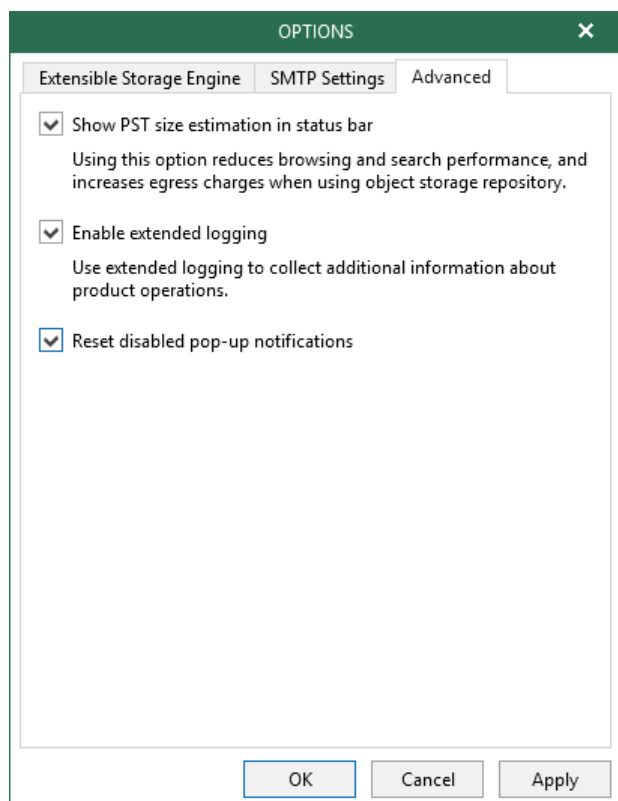 OPTIONS
Extensible Storage Engine
SMTP Settings
Advanced
Show PST size estimation in status bar
Using this option reduces browsing and search performance, and
increases egress charges when using object storage repository.
Enable extended logging
Use extended logging to collect additional information about
product operations.
Reset disabled pop-up notifications
OK
Cancel
Apply